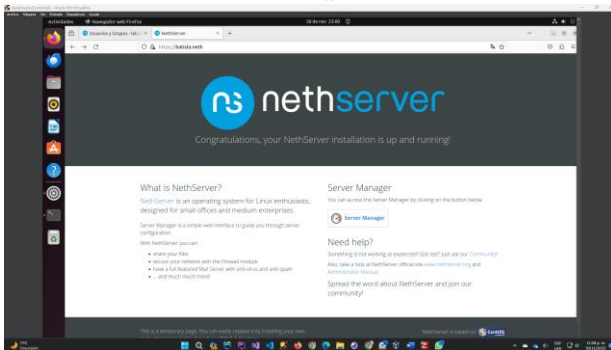 Actividades
Navegador web Firefox
30 de nov 23:00
Usuarios y Grupos - lab
NethServer
https://batista.neth
nethserver
Congratulations, your NethServer installation is up and running!
What is NethServer?
NethServer is an operating system for Linux enthusiasts,
designed for small offices and medium enterprises.
Server Manager is a simple web interface to guide you through server
configuration.
With NethServer you can:
share your files
secure your network with the Firewall module
have a full-featured Mail Server with anti-virus and anti-spam
... and much much more!
Server Manager
You can access the Server Manager by clicking on the button below
Server Manager
Need help?
Something is not working as expected? Got lost? Just ask our Community!
Also, take a look at NethServer official site www.nethserver.org and
Administrator Manual.
Spread the word about NethServer and join our
community!
This is a temporary page. You can easily replace it by installing your own
NethServer is based on CentOS